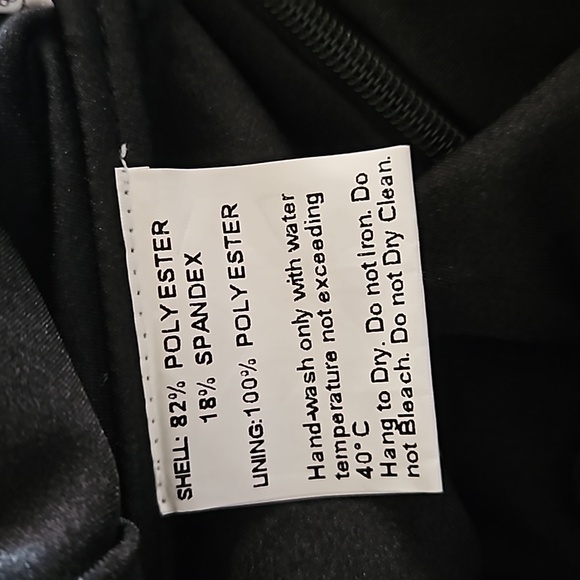 SHELL: 82% POLYESTER
18% SPANDEX
LINING:100% POLYESTER
Hand-wash only with water
temperature not exceeding
40°C
Hang to Dry. Do not Iron. Do
not Bleach. Do not Dry Clean.